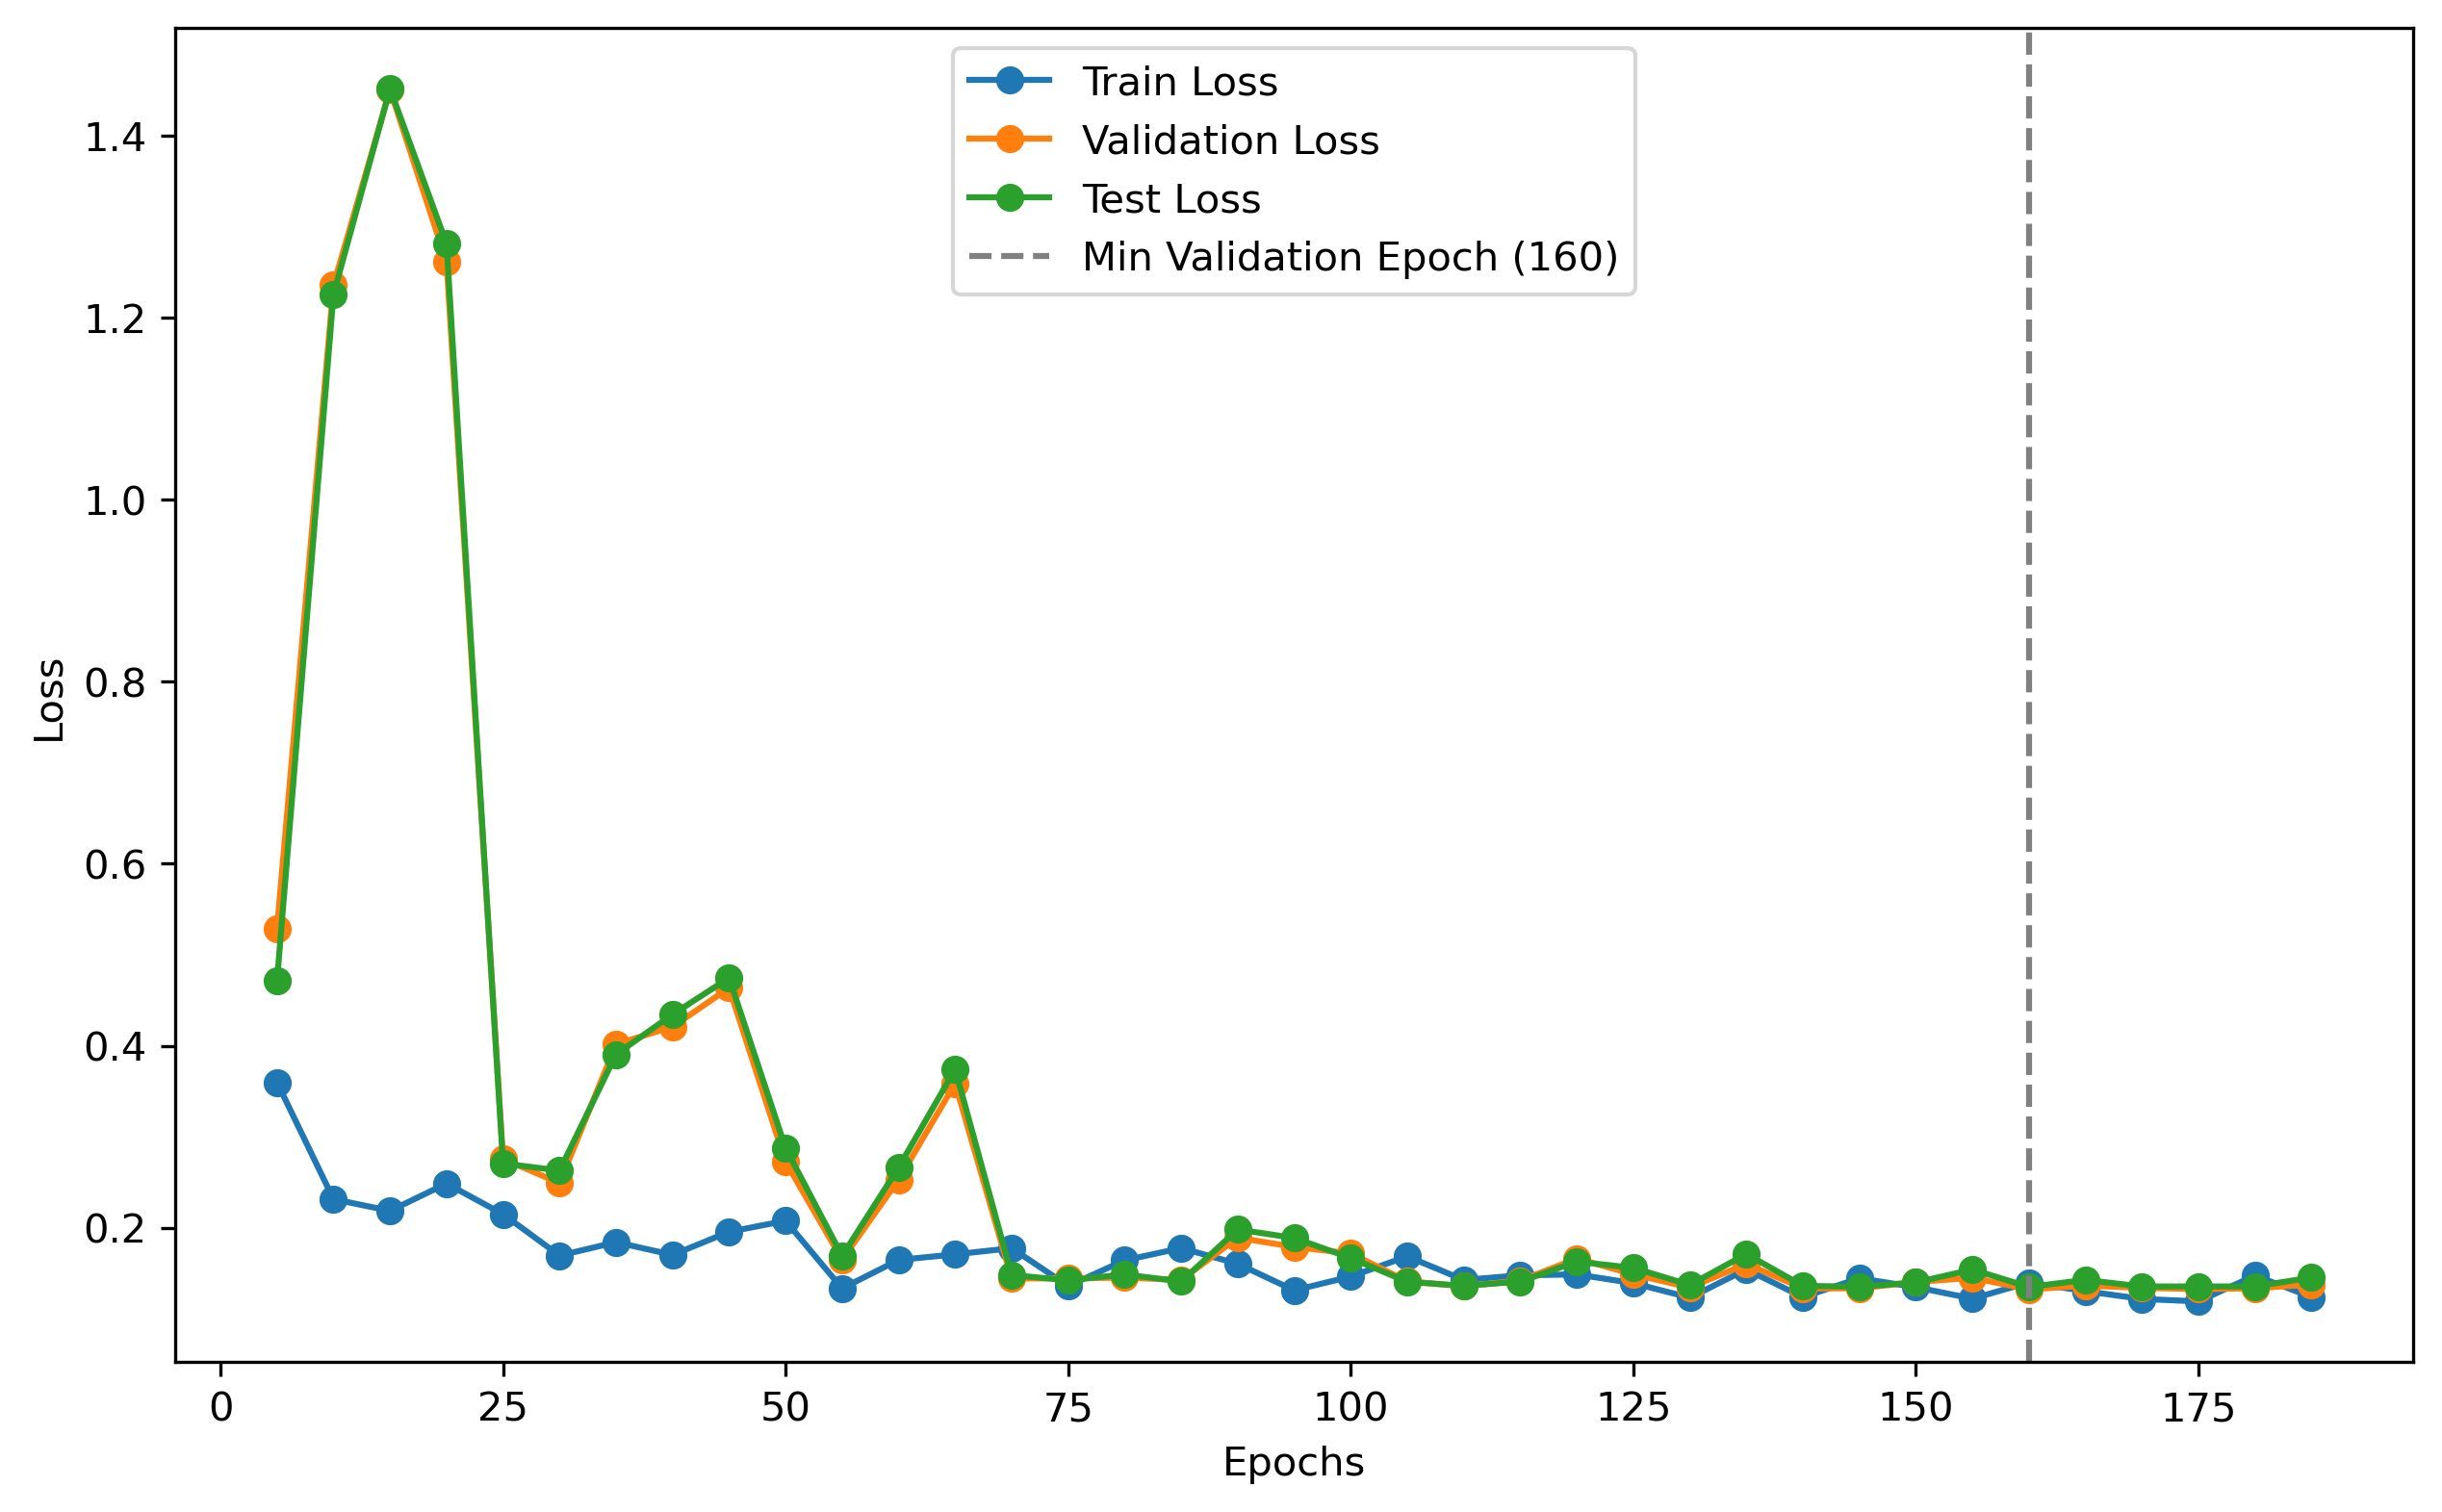 Train Loss
Validation Loss
Test Loss
Min Validation Epoch (160)
1.4
1.2
1.0
0.8
0.6
0.4
0.2
Loss
0 25 50 75 100 125 150 175
Epochs